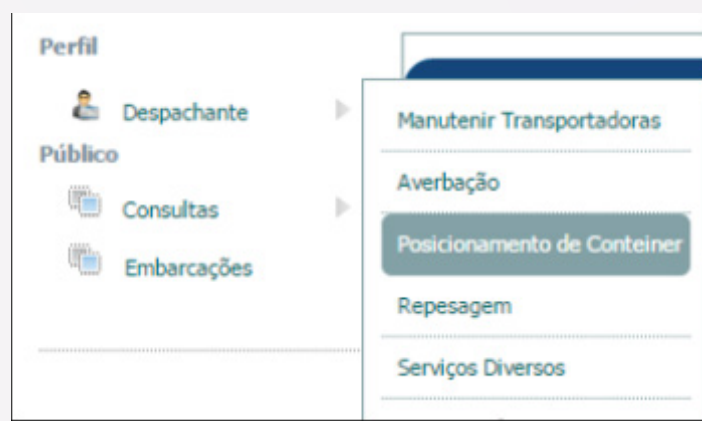 Perfil
Despachante
Público
Consultas
Embarcações
Manutenir Transportadoras
Averbação
Posicionamento de Conteiner
Repesagem
Serviços Diversos